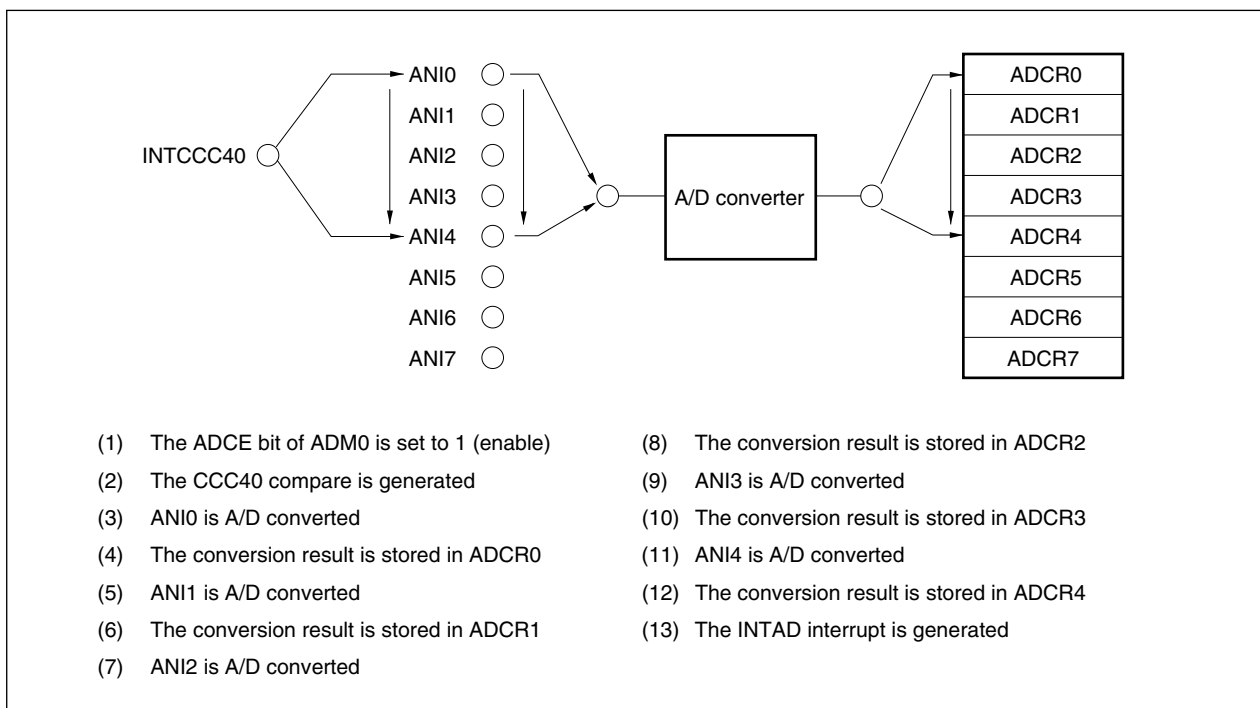 ANI0
ANI1
ANI2
ANI3
ANI4
ANI5
ANI6
ANI7
INTCCC40
A/D converter
ADCR0
ADCR1
ADCR2
ADCR3
ADCR4
ADCR5
ADCR6
ADCR7
(1) The ADCE bit of ADM0 is set to 1 (enable)
(2) The CCC40 compare is generated
(3) ANI0 is A/D converted
(4) The conversion result is stored in ADCR0
(5) ANI1 is A/D converted
(6) The conversion result is stored in ADCR1
(7) ANI2 is A/D converted
(8) The conversion result is stored in ADCR2
(9) ANI3 is A/D converted
(10) The conversion result is stored in ADCR3
(11) ANI4 is A/D converted
(12) The conversion result is stored in ADCR4
(13) The INTAD interrupt is generated